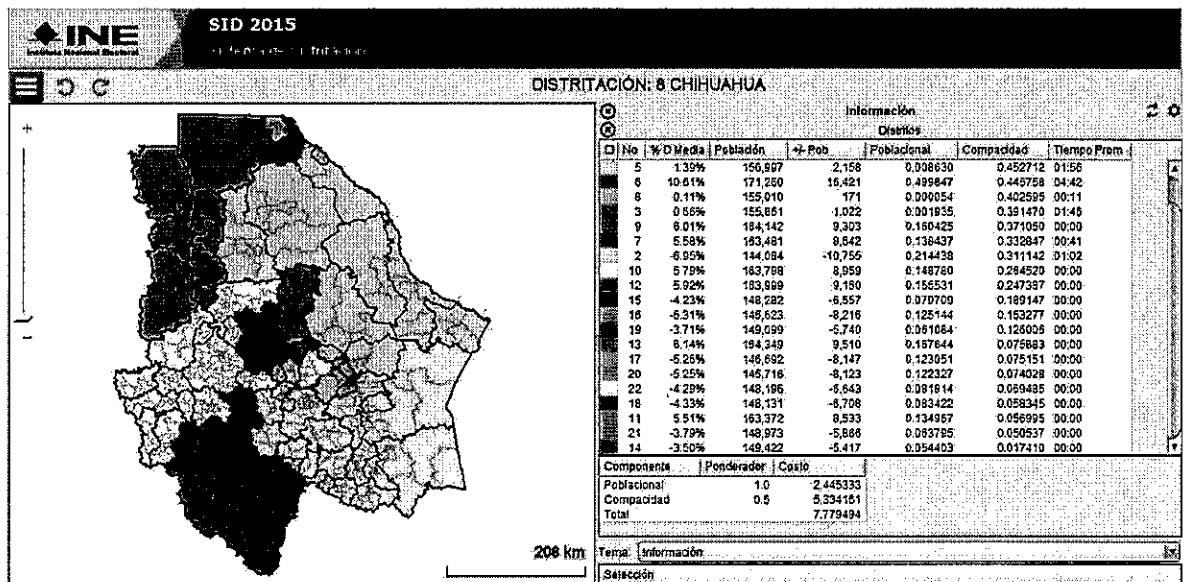 INE
Instituto Nacional Electoral
SID 2015
DISTRITACIÓN: 8 CHIHUAHUA
Información
Distritos
No % D Media Población +/- Pob Poblacional Compacidad Tiempo Prom
5 1.39% 156,997 2,158 0.008630 0.452712 01:56
6 10.61% 171,260 16,421 0.499847 0.445758 04:42
8 0.11% 155,010 171 0.000054 0.402595 00:11
3 0.66% 155,861 1,022 0.001935 0.391470 01:48
9 6.01% 164,142 9,303 0.160425 0.371050 00:00
7 5.58% 163,481 8,642 0.138437 0.332847 00:41
2 -6.95% 144,084 -10,755 0.214438 0.311142 01:02
10 5.79% 163,798 8,959 0.148780 0.264520 00:00
12 5.92% 163,999 9,160 0.155531 0.247397 00:00
15 -4.23% 148,282 -6,557 0.079700 0.189147 00:00
16 -5.31% 146,623 -8,216 0.125144 0.153277 00:00
19 -3.71% 149,099 -5,740 0.061084 0.126006 00:00
13 6.14% 164,349 9,510 0.167644 0.075883 00:00
17 -5.26% 146,692 -8,147 0.123051 0.075151 00:00
20 -5.25% 146,716 -8,123 0.122327 0.074028 00:00
22 -4.29% 148,196 -6,643 0.081814 0.069485 00:00
18 -4.33% 148,131 -6,708 0.083422 0.058345 00:00
11 5.51% 163,372 8,533 0.134967 0.056995 00:00
21 -3.79% 148,973 -5,866 0.063795 0.050537 00:00
14 -3.50% 149,422 -5,417 0.054403 0.017410 00:00
Componente Ponderador Costo
Poblacional 1.0 2.445333
Compacidad 0.5 5.334161
Total 7.779494
208 km
Tema: Información
Selección